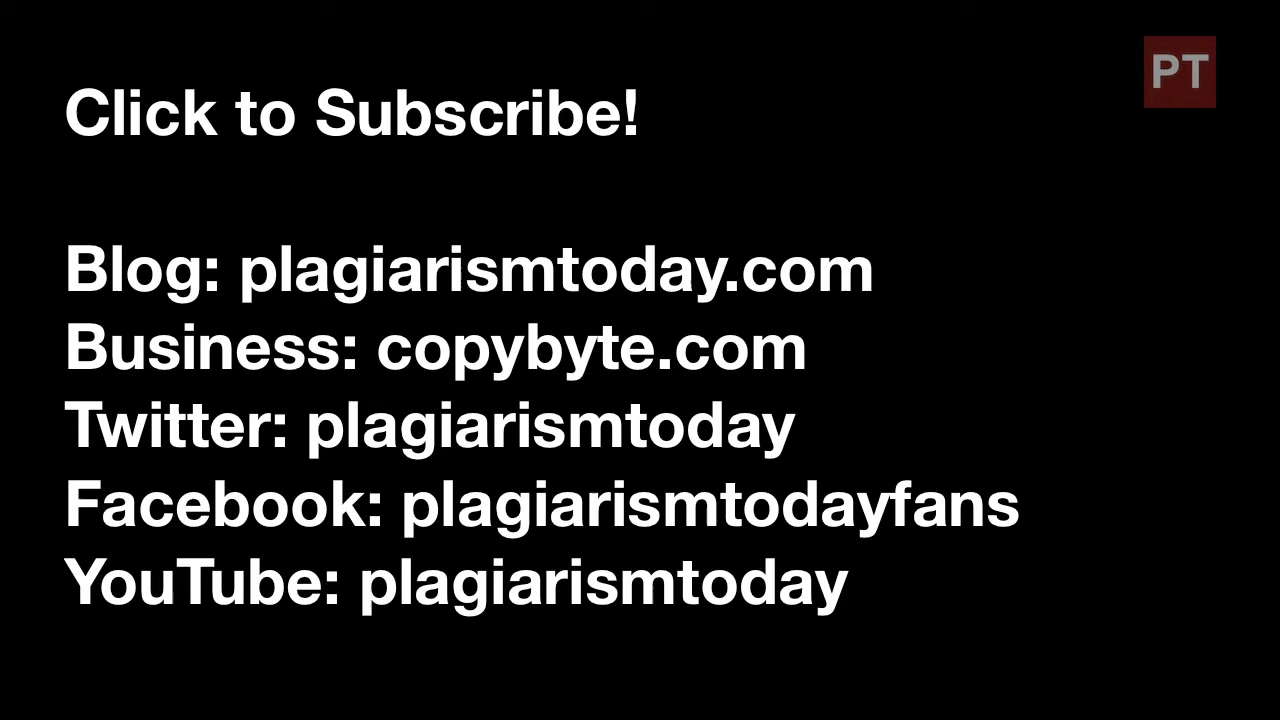 PT
Click to Subscribe!
Blog: plagiarismtoday.com
Business: copybyte.com
Twitter: plagiarismtoday
Facebook: plagiarismtodayfans
YouTube: plagiarismtoday